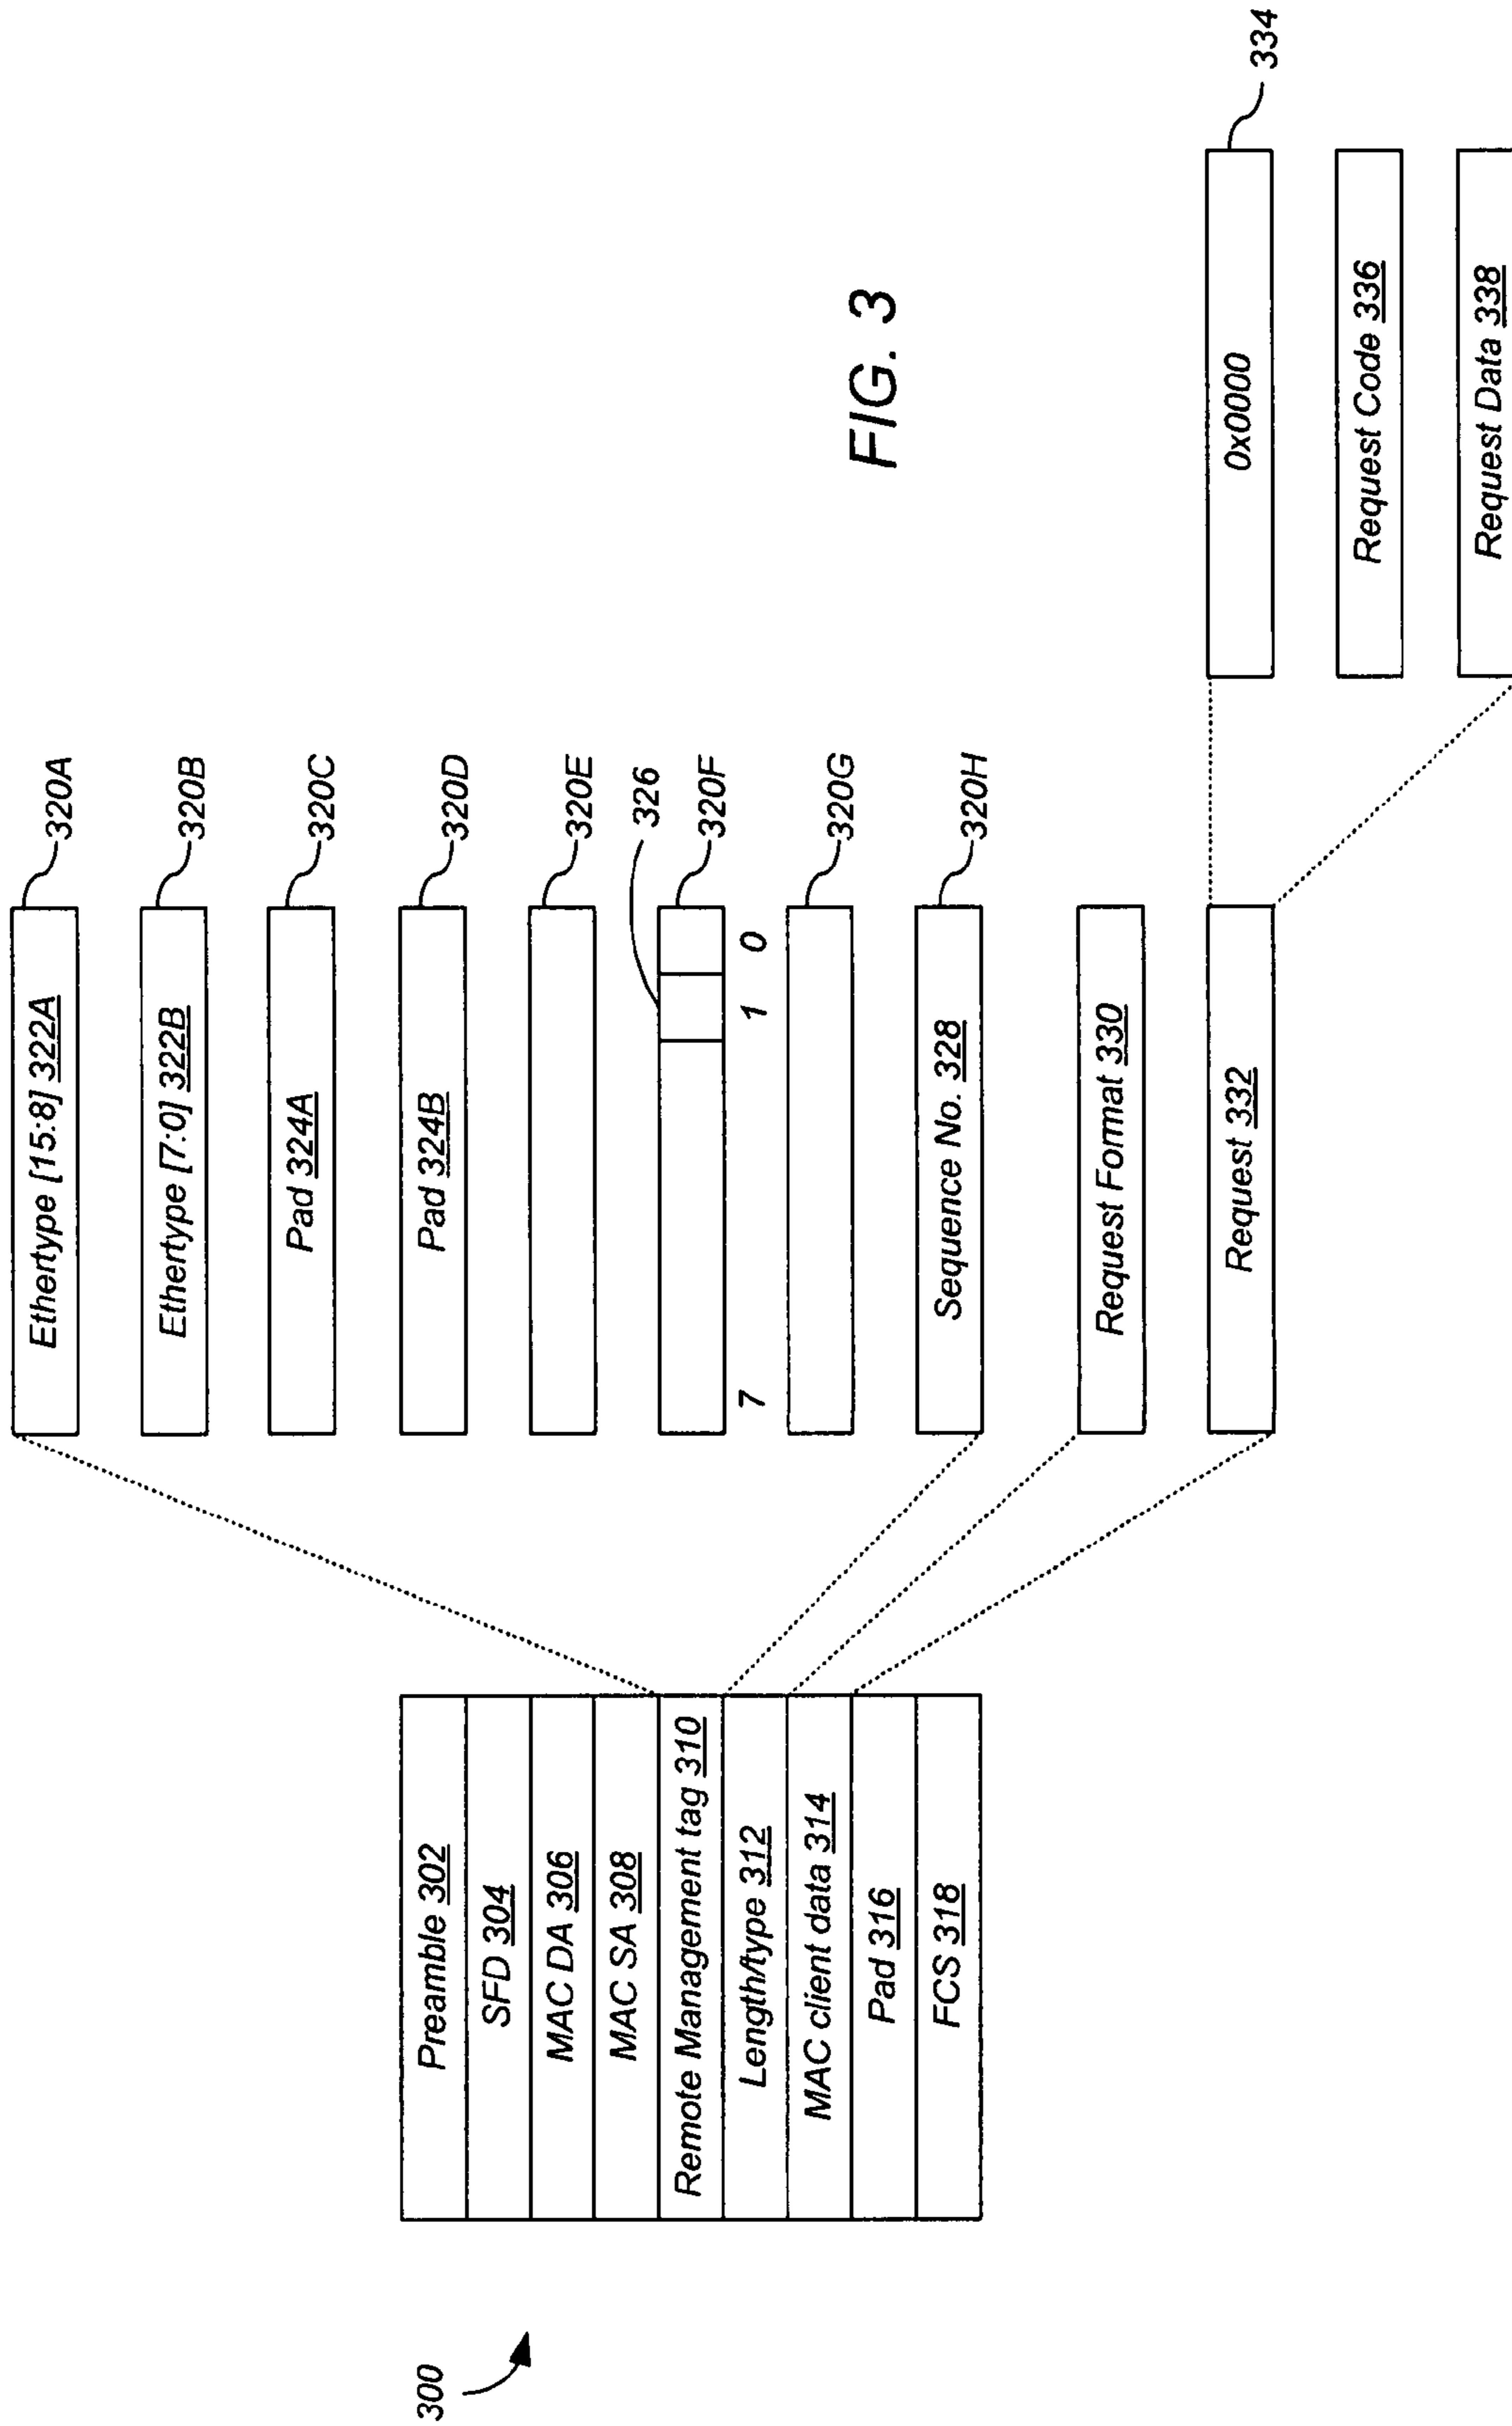 300
Preamble 302
SFD 304
MAC DA 306
MAC SA 308
Remote Management tag 310
Length/type 312
MAC client data 314
Pad 316
FCS 318
Ethertype [15:8] 322A
320A
Ethertype [7:0] 322B
320B
Pad 324A
320C
Pad 324B
320D
320E
326
320F
7 1 0
320G
Sequence No. 328
320H
Request Format 330
Request 332
0x0000
334
Request Code 336
Request Data 338
FIG. 3